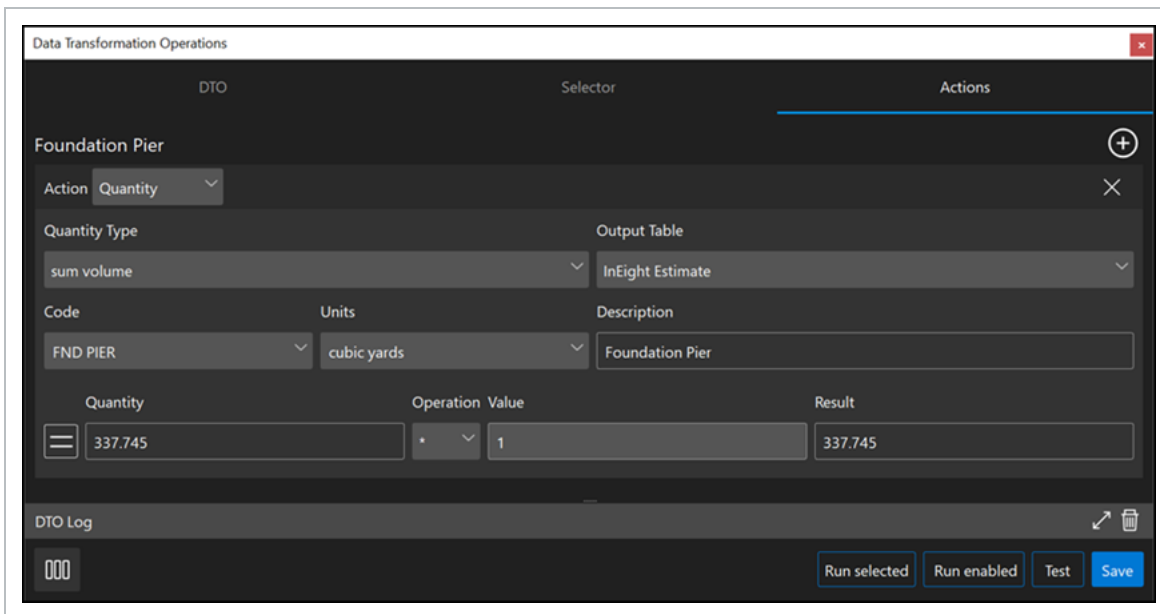 Data Transformation Operations
DTO Selector Actions
Foundation Pier
Action Quantity
Quantity Type Output Table
sum volume InEight Estimate
Code Units Description
FND PIER cubic yards Foundation Pier
Quantity Operation Value Result
337.745 * 1 337.745
DTO Log
Run selected Run enabled Test Save